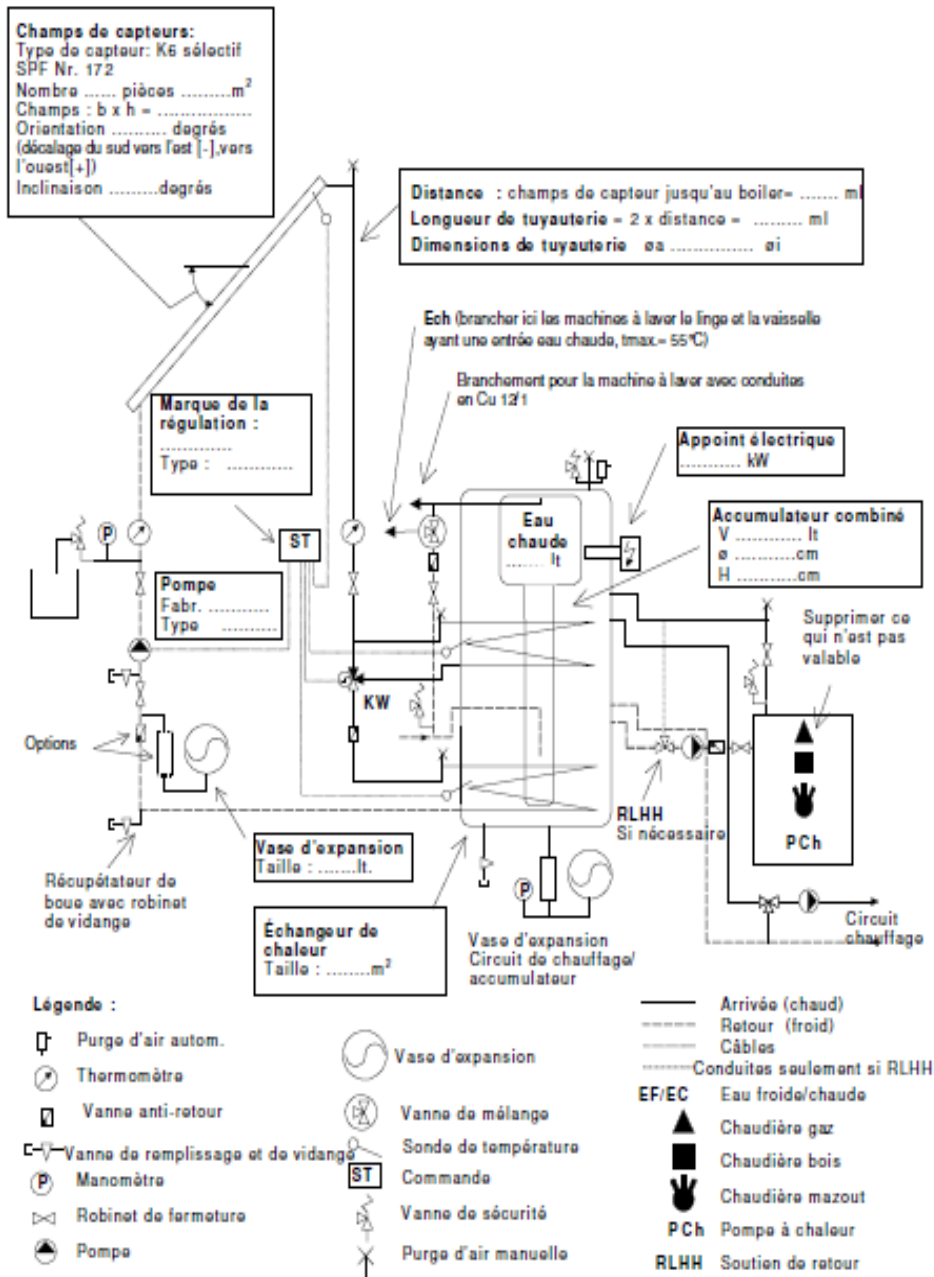 Champs de capteurs:
Type de capteur: K6 sélectif
SPF Nr. 172
Nombre ...... pièces .........m²
Champs : b x h = ..................
Orientation .......... degrés
(décalage du sud vers l'est [-],vers
l'ouest[+])
Inclinaison .........degrés
Distance : champs de capteur jusqu'au boiler= ....... ml
Longueur de tuyauterie = 2 x distance = ......... ml
Dimensions de tuyauterie øa ............... øi
Ech (brancher ici les machines à laver le linge et la vaisselle
ayant une entrée eau chaude, tmax.= 55°C)
Branchement pour la machine à laver avec conduites
en Cu 12/1
Marque de la
régulation :
.............
Type : ............
Appoint électrique
........... kW
Eau
chaude
....... lt
Accumulateur combiné
V ............ lt
ø ...........cm
H ...........cm
P
ST
Pompe
Fabr. ...........
Type ..........
Supprimer ce
qui n'est pas
valable
KW
Options
RLHH
Si nécessaire
PCh
Vase d'expansion
Taille : .......lt.
Récupétateur de
boue avec robinet
de vidange
P
Échangeur de
chaleur
Taille : ........m²
Vase d'expansion
Circuit de chauffage/
accumulateur
Circuit
chauffage
Légende :
Purge d'air autom.
Thermomètre
Vanne anti-retour
Vanne de remplissage et de vidange
P Manomètre
Robinet de fermeture
Pompe
Vase d'expansion
Vanne de mélange
Sonde de température
ST Commande
Vanne de sécurité
Purge d'air manuelle
Arrivée (chaud)
Retour (froid)
Câbles
Conduites seulement si RLHH
EF/EC Eau froide/chaude
Chaudière gaz
Chaudière bois
Chaudière mazout
PCh Pompe à chaleur
RLHH Soutien de retour